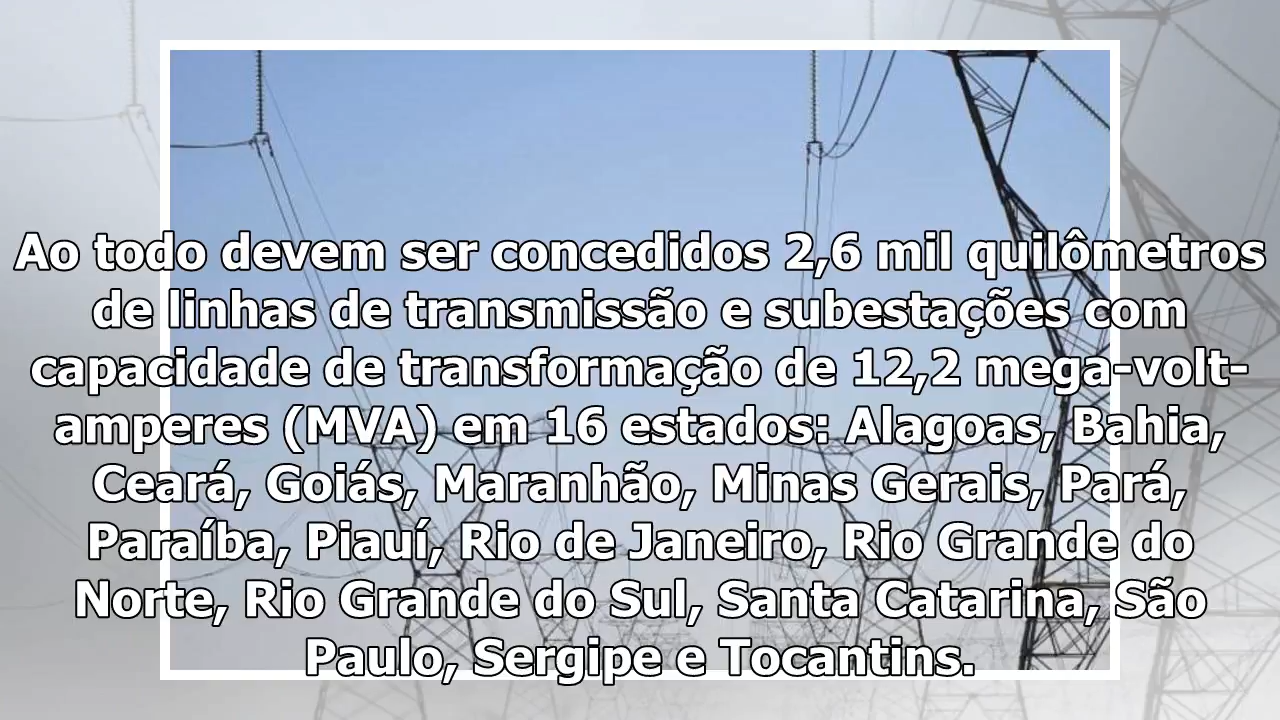 Ao todo devem ser concedidos 2,6 mil quilômetros
de linhas de transmissão e subestações com
capacidade de transformação de 12,2 mega-volt-
amperes (MVA) em 16 estados: Alagoas, Bahia,
Ceará, Goiás, Maranhão, Minas Gerais, Pará,
Paraíba, Piauí, Rio de Janeiro, Rio Grande do
Norte, Rio Grande do Sul, Santa Catarina, São
Paulo, Sergipe e Tocantins.